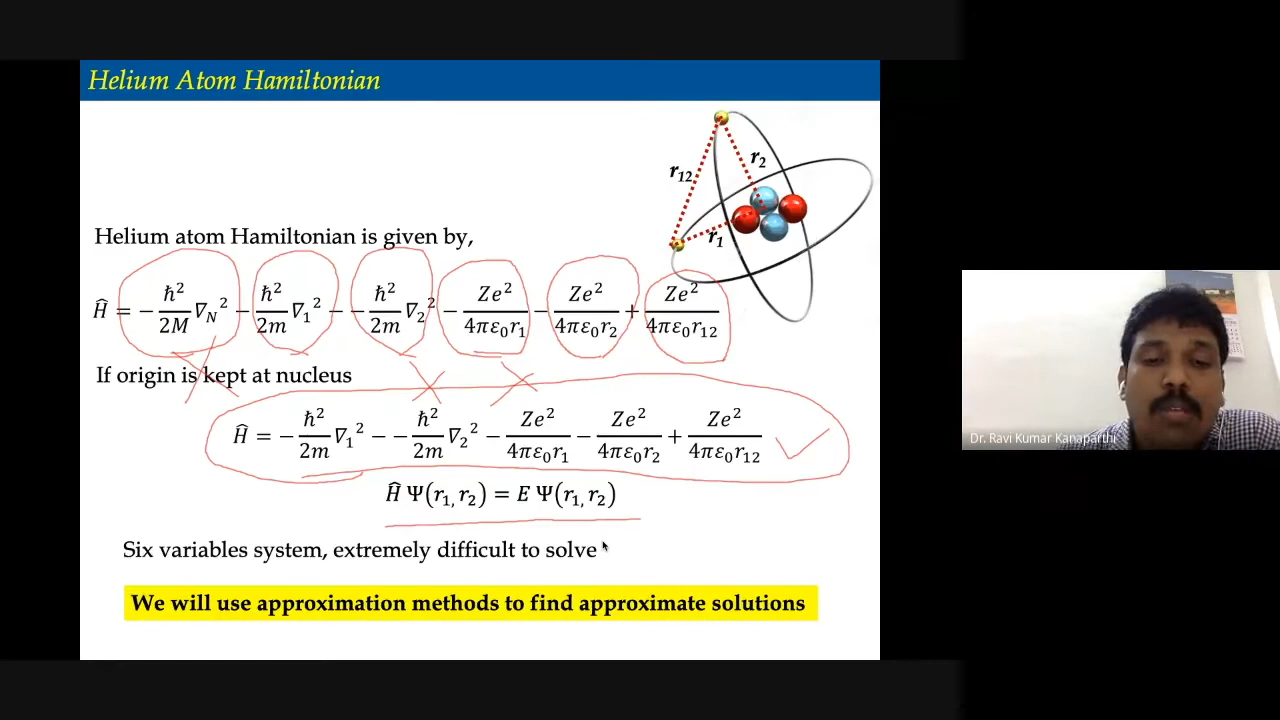 Helium Atom Hamiltonian
r₁₂
r₂
r₁
Helium atom Hamiltonian is given by,
Ĥ = − ħ²/2M ∇_N² − ħ²/2m ∇₁² − − ħ²/2m ∇₂² − Ze²/4πε₀r₁ − Ze²/4πε₀r₂ + Ze²/4πε₀r₁₂
If origin is kept at nucleus
Ĥ = − ħ²/2m ∇₁² − − ħ²/2m ∇₂² − Ze²/4πε₀r₁ − Ze²/4πε₀r₂ + Ze²/4πε₀r₁₂
Ĥ Ψ(r₁, r₂) = E Ψ(r₁, r₂)
Six variables system, extremely difficult to solve
We will use approximation methods to find approximate solutions
Dr. Ravi Kumar Kanaparthi